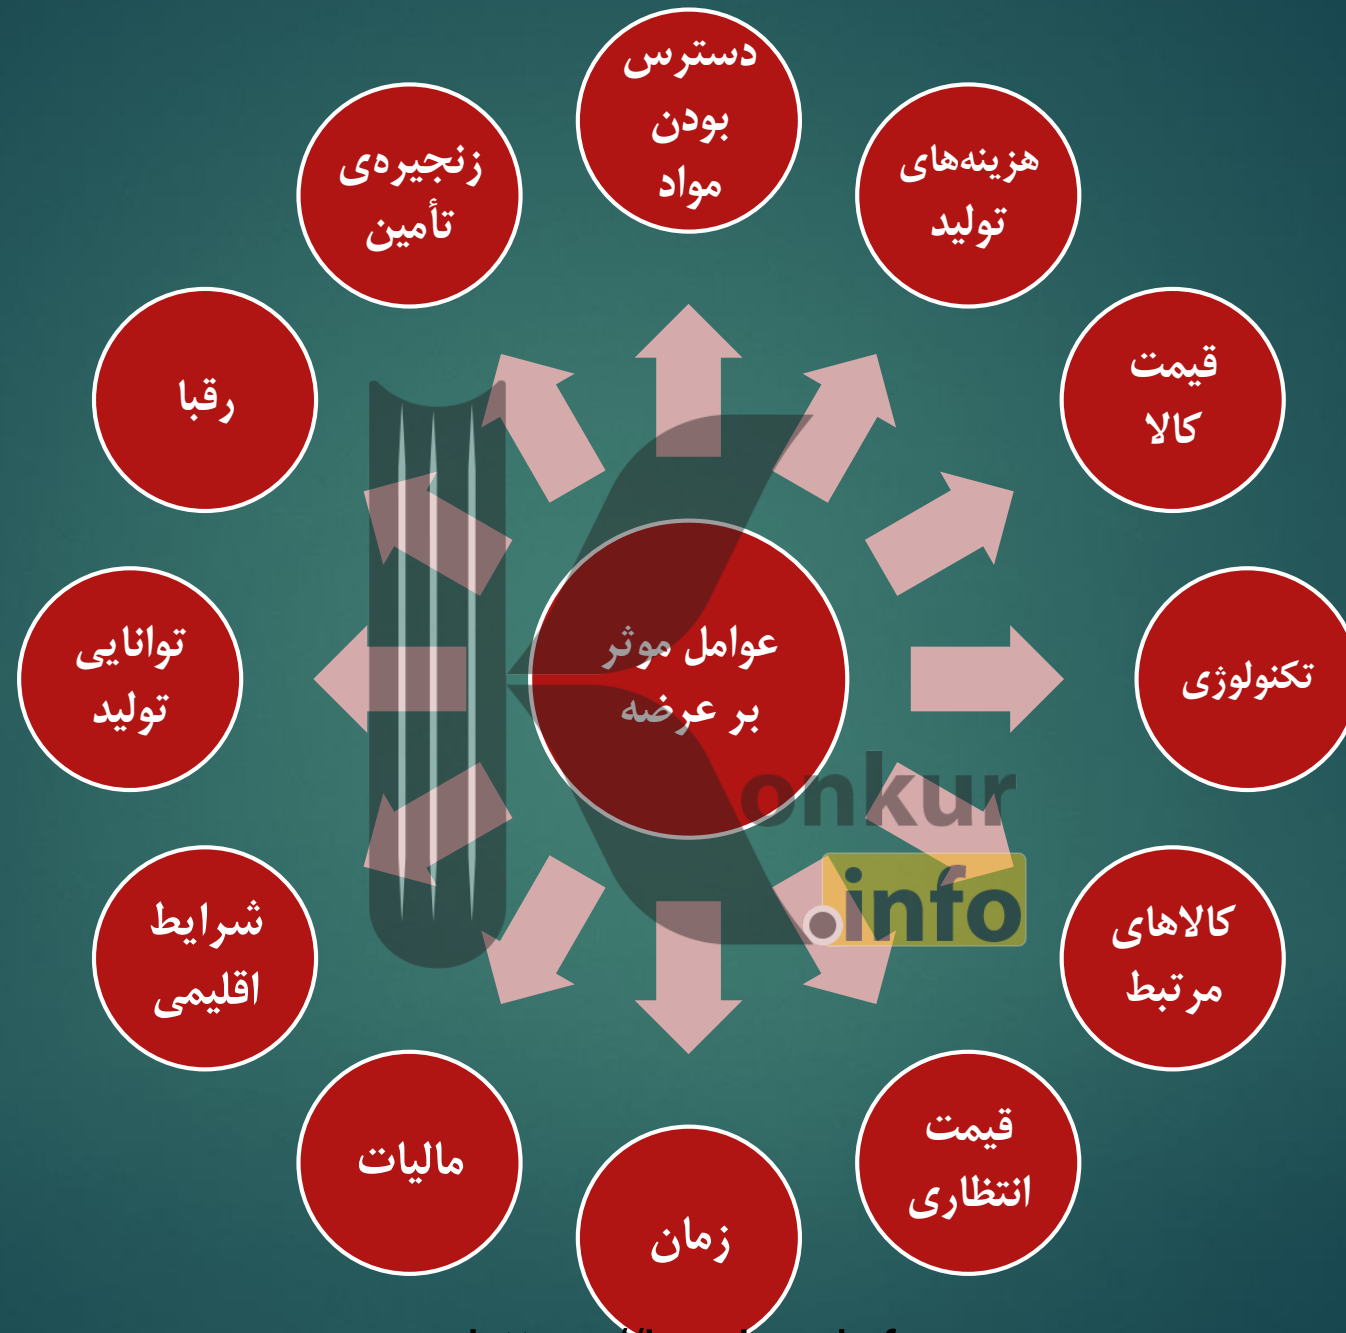 دسترس
بودن
مواد
هزینه‌های
تولید
قیمت
کالا
تکنولوژی
کالاهای
مرتبط
قیمت
انتظاری
زمان
مالیات
شرایط
اقلیمی
توانایی
تولید
رقبا
زنجیره‌ی
تأمین
عوامل موثر
بر عرضه
onkur
.info